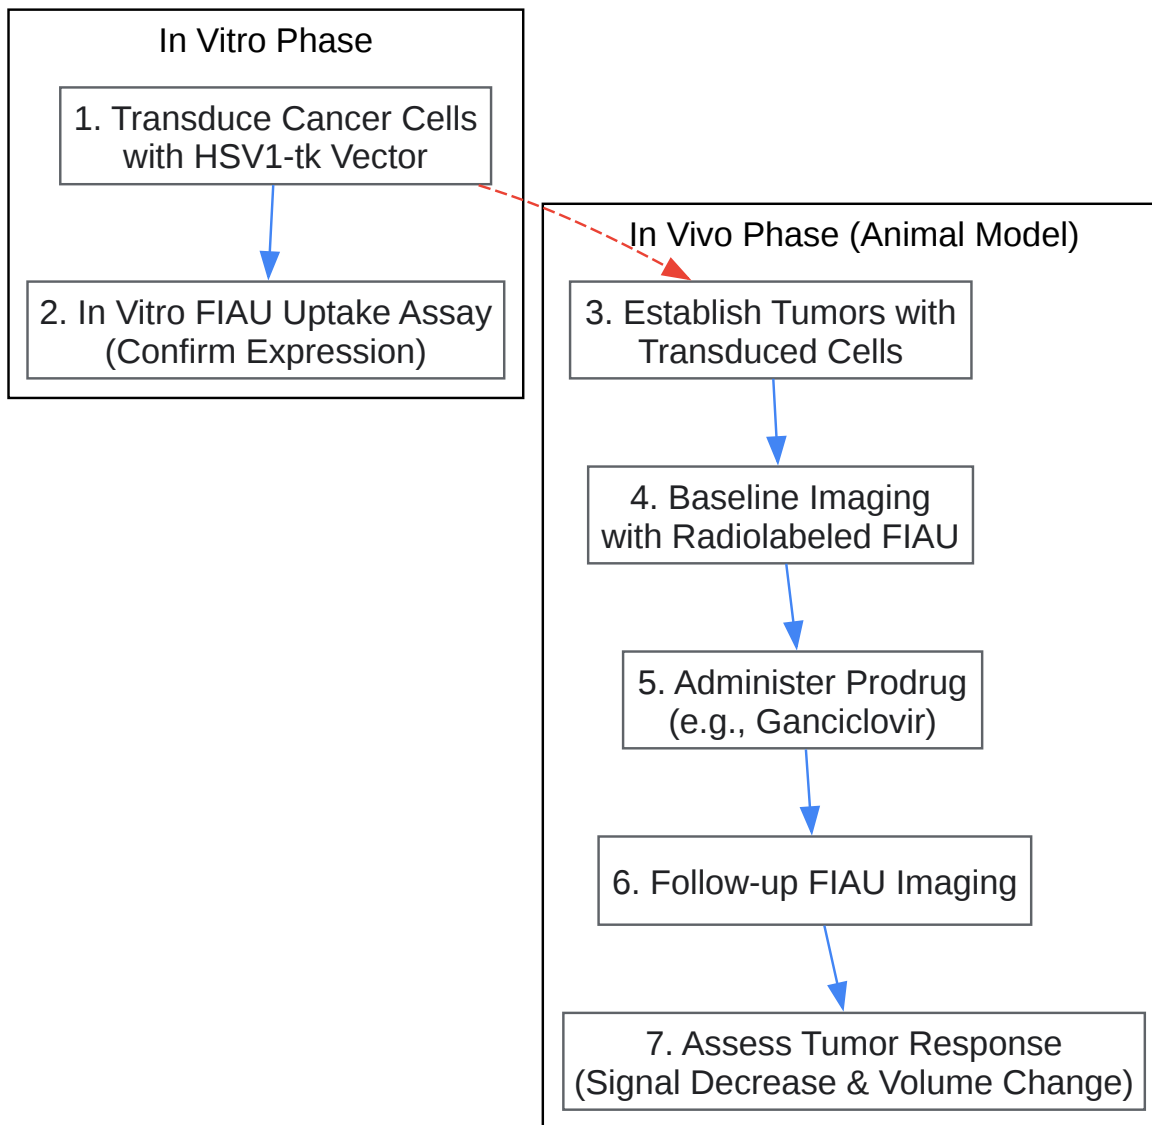 In Vitro Phase
1. Transduce Cancer Cells
with HSV1-tk Vector
2. In Vitro FIAU Uptake Assay
(Confirm Expression)
In Vivo Phase (Animal Model)
3. Establish Tumors with
Transduced Cells
4. Baseline Imaging
with Radiolabeled FIAU
5. Administer Prodrug
(e.g., Ganciclovir)
6. Follow-up FIAU Imaging
7. Assess Tumor Response
(Signal Decrease & Volume Change)